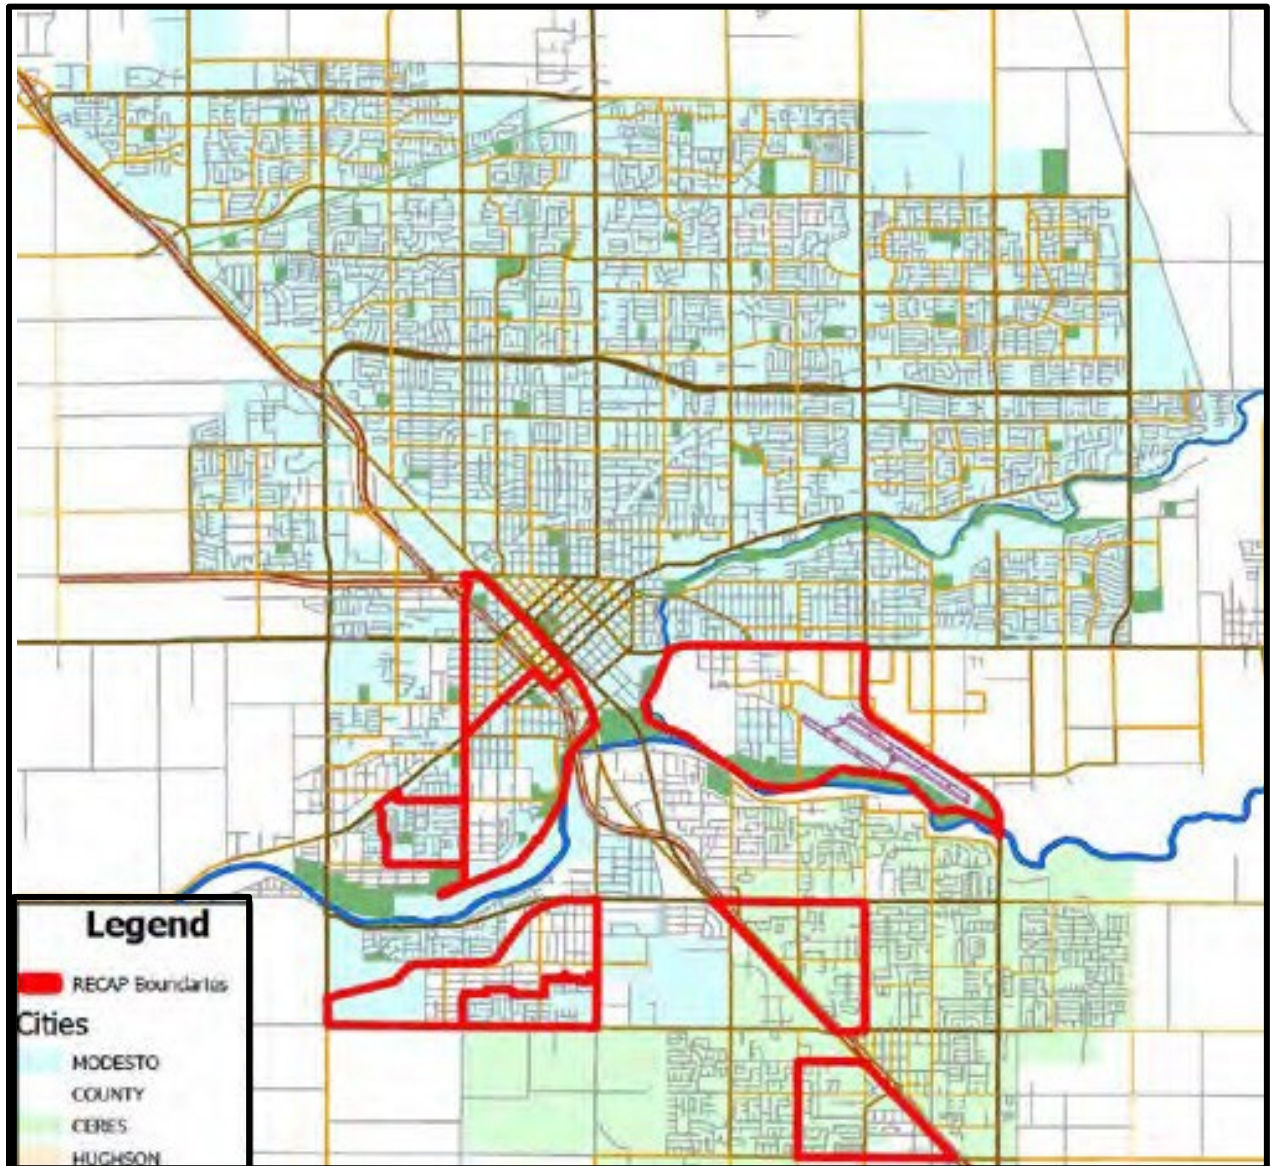 Legend
RECAP Boundaries
Cities
MODESTO
COUNTY
CERES
HUGHSON